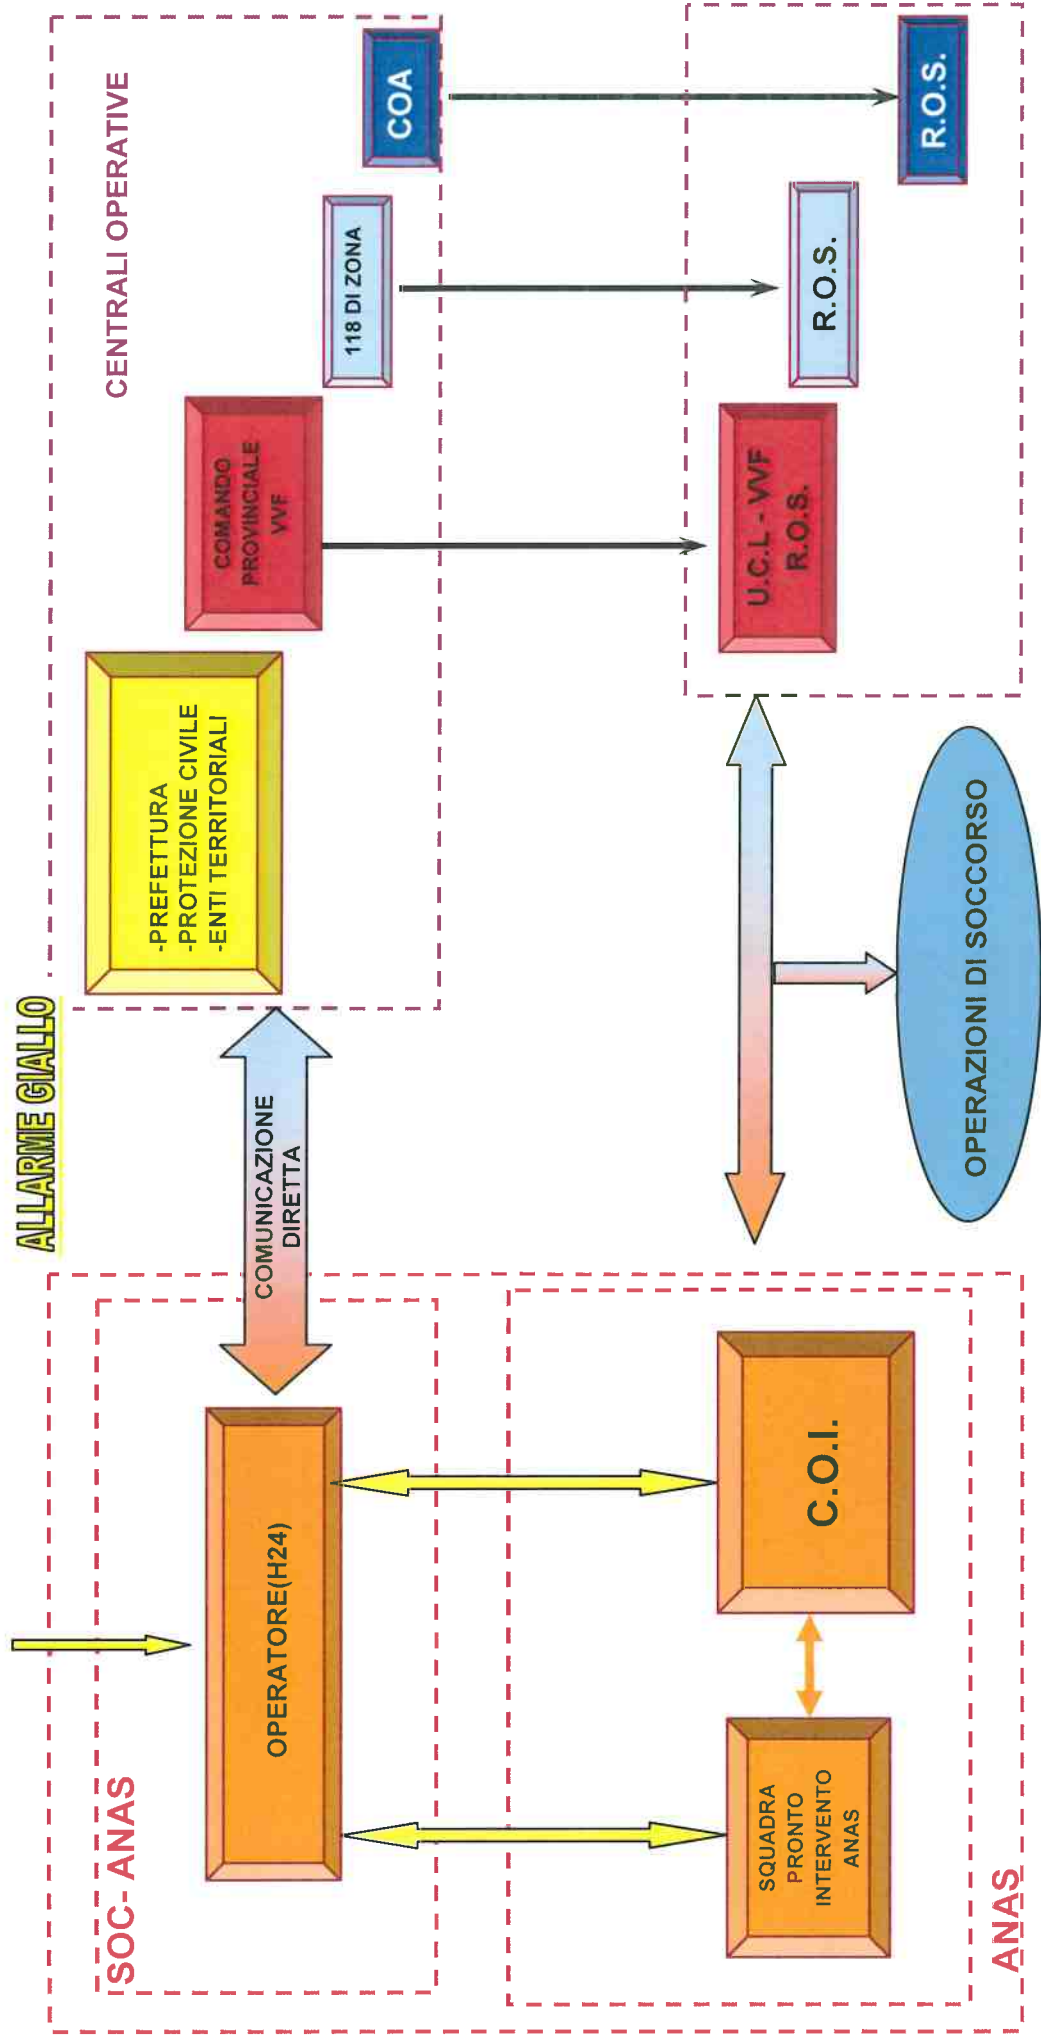 ALLARME GIALLO
SOC- ANAS
OPERATORE(H24)
COMUNICAZIONE
DIRETTA
-PREFETTURA
-PROTEZIONE CIVILE
-ENTI TERRITORIALI
CENTRALI OPERATIVE
COMANDO
PROVINCIALE
VVF
118 DI ZONA
COA
SQUADRA
PRONTO
INTERVENTO
ANAS
C.O.I.
U.C.L - VVF
R.O.S.
R.O.S.
R.O.S.
OPERAZIONI DI SOCCORSO
ANAS